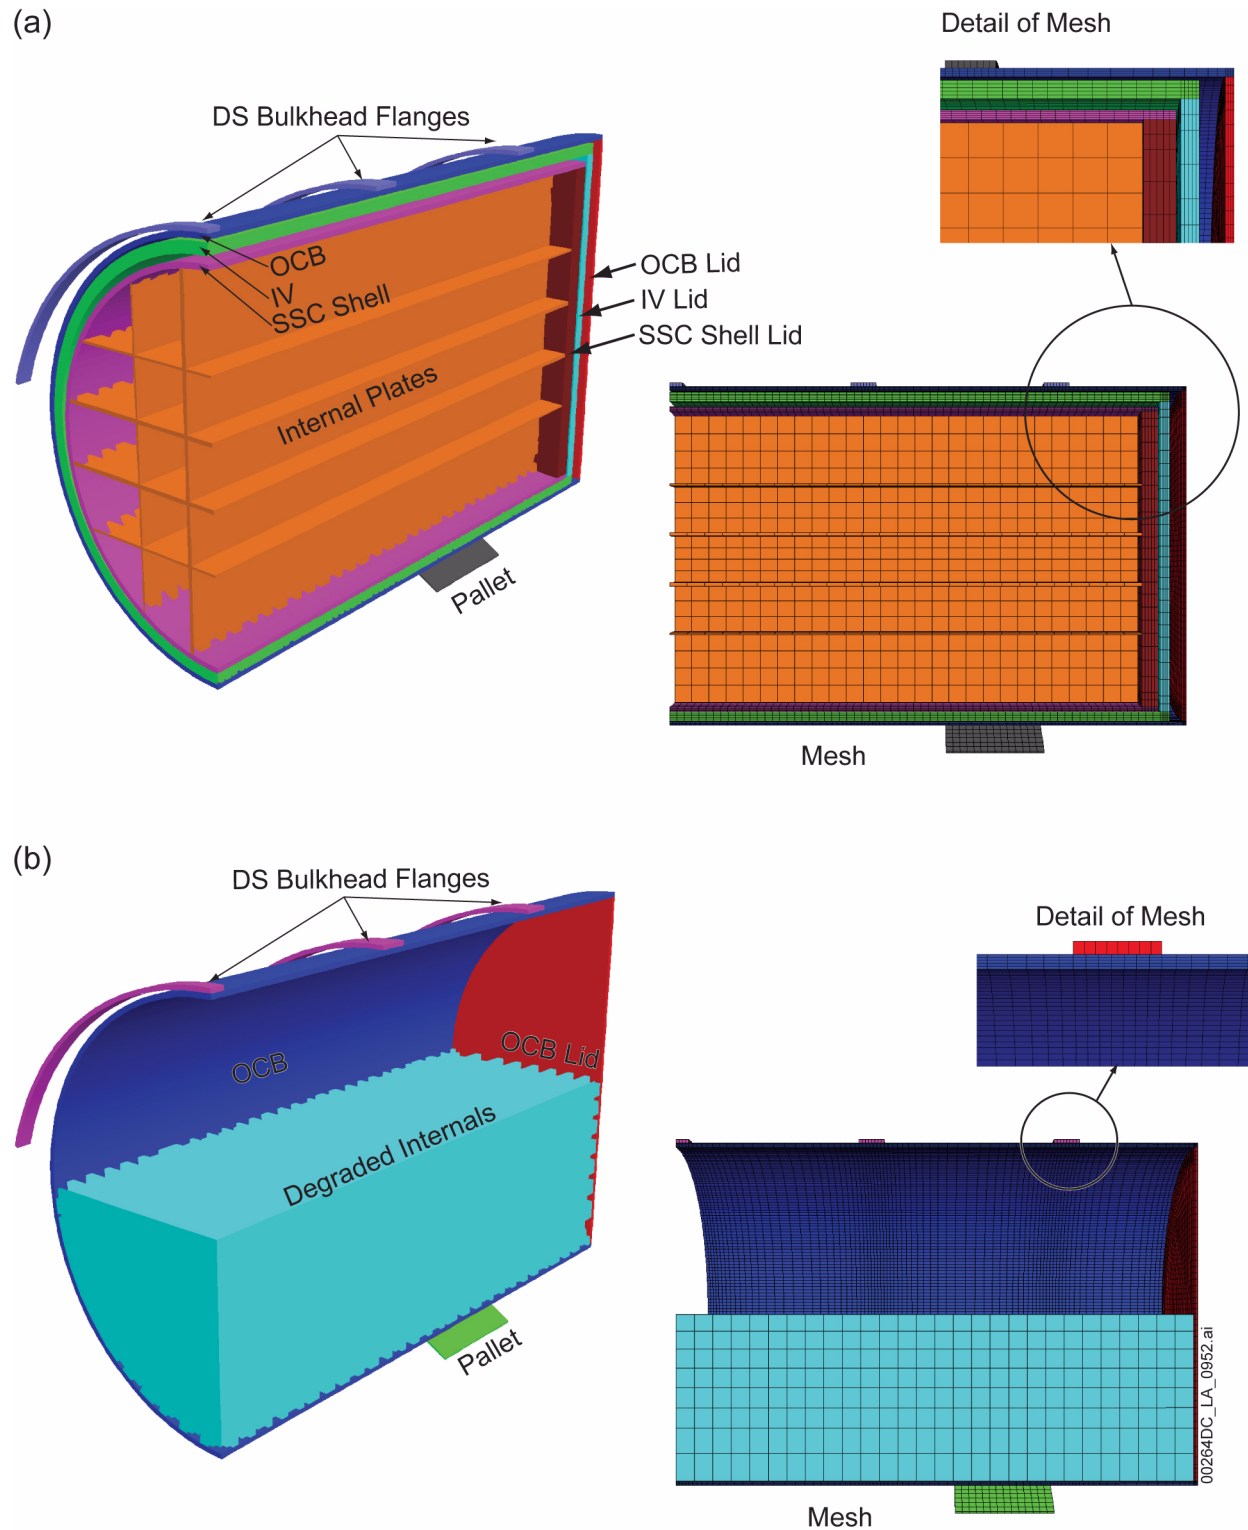 (a)
Detail of Mesh
DS Bulkhead Flanges
OCB
IV
SSC Shell
OCB Lid
IV Lid
SSC Shell Lid
Internal Plates
Pallet
Mesh
(b)
DS Bulkhead Flanges
Detail of Mesh
OCB
OCB Lid
Degraded Internals
Pallet
Mesh
00264DC_LA_0952.ai